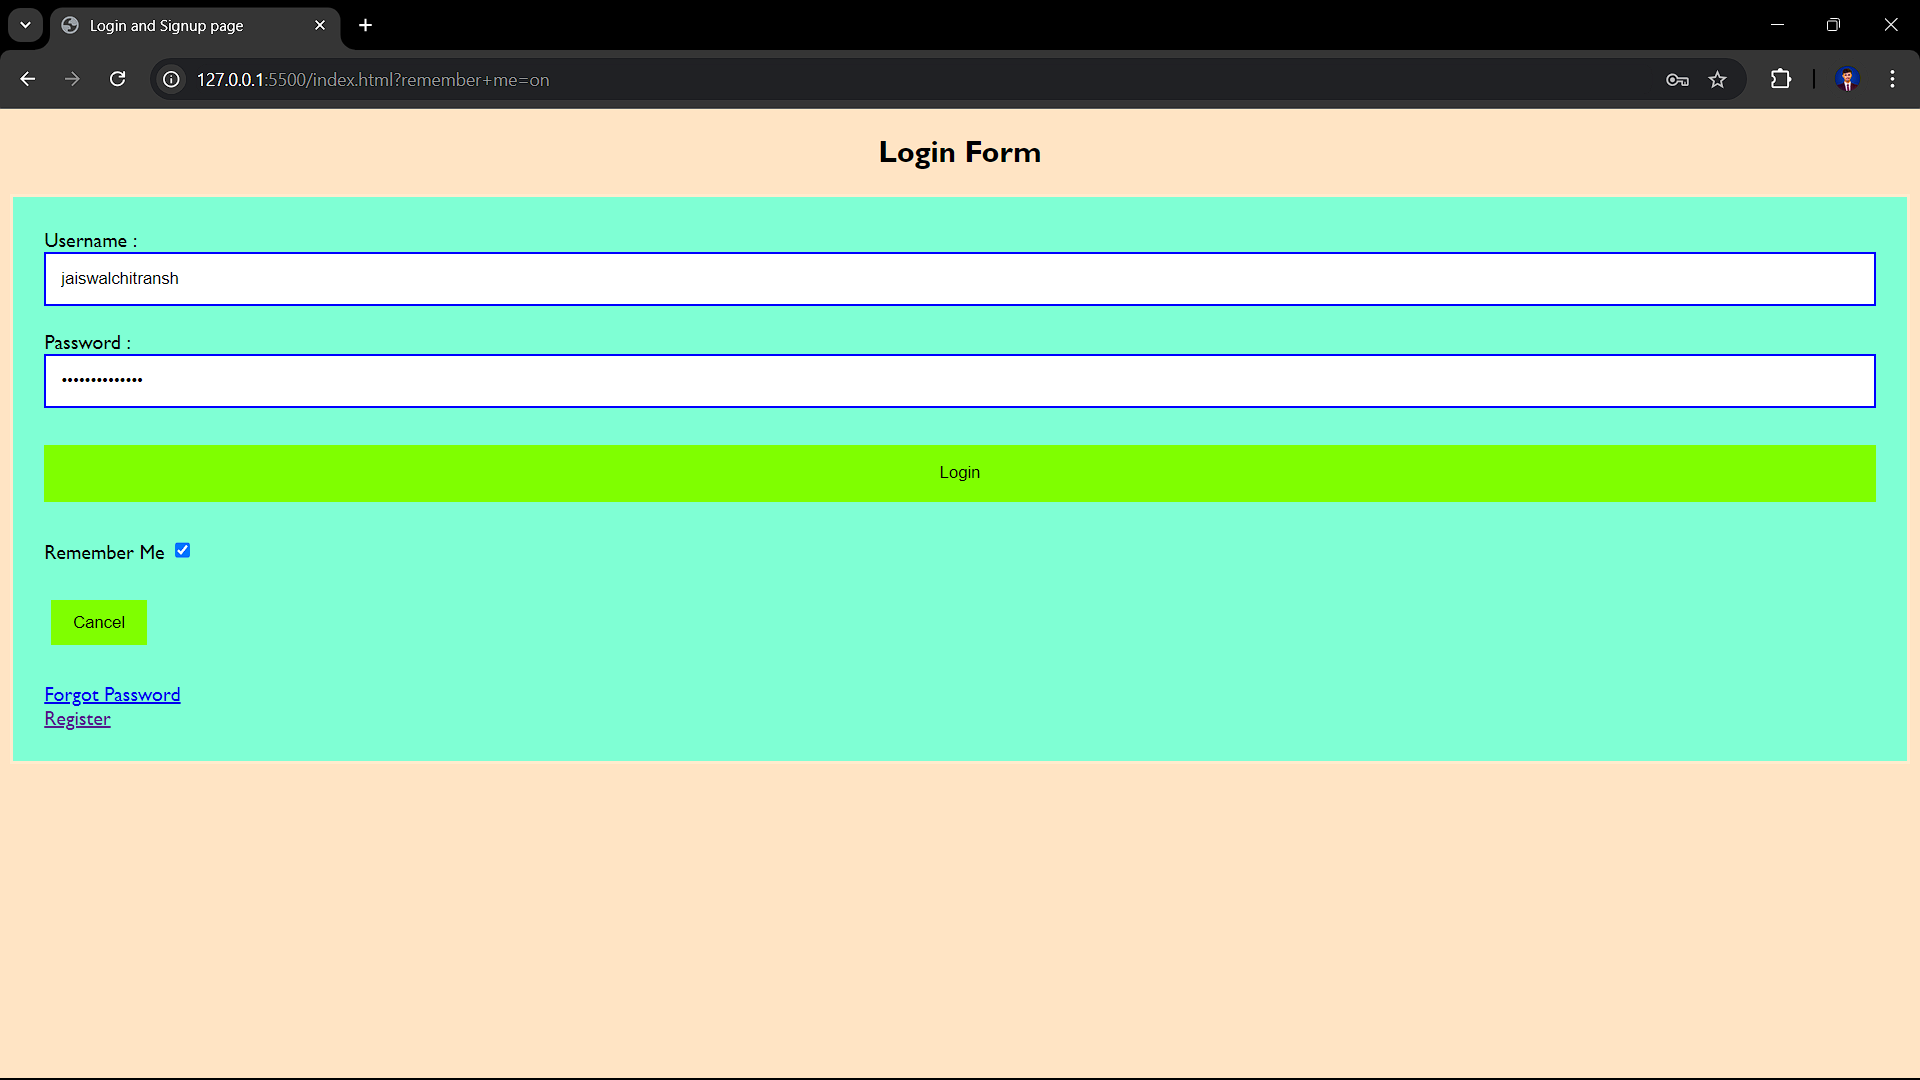 Login and Signup page
127.0.0.1:5500/index.html?remember+me=on
Login Form
Username :
jaiswalchitransh
Password :
••••••••••••••
Login
Remember Me
Cancel
Forgot Password
Register